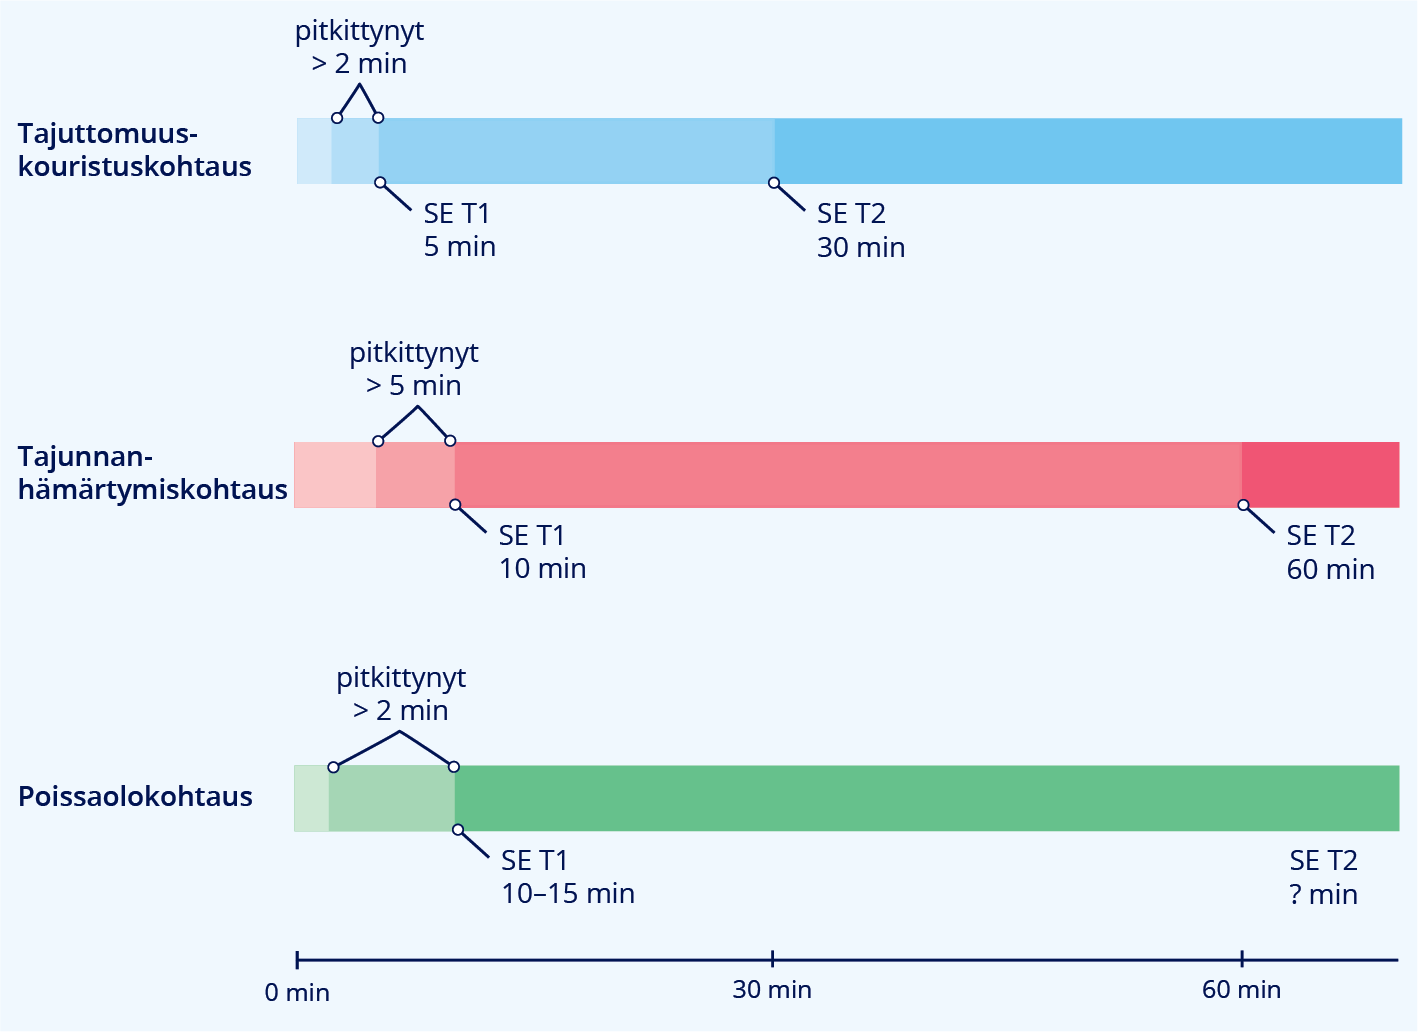 pitkittynyt
> 2 min
Tajuttomuus-
kouristuskohtaus
SE T1
5 min
SE T2
30 min
pitkittynyt
> 5 min
Tajunnan-
hämärtymiskohtaus
SE T1
10 min
SE T2
60 min
pitkittynyt
> 2 min
Poissaolokohtaus
SE T1
10–15 min
SE T2
? min
0 min
30 min
60 min